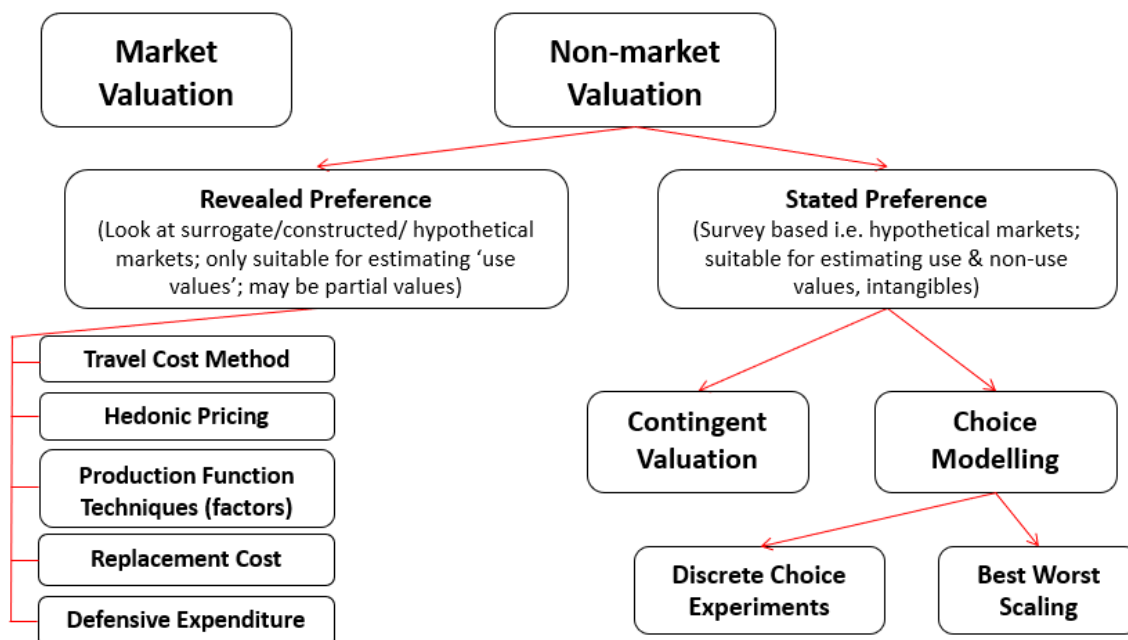 Market
Valuation
Non-market
Valuation
Revealed Preference
(Look at surrogate/constructed/ hypothetical
markets; only suitable for estimating ‘use
values’; may be partial values)
Stated Preference
(Survey based i.e. hypothetical markets;
suitable for estimating use & non-use
values, intangibles)
Travel Cost Method
Hedonic Pricing
Production Function
Techniques (factors)
Replacement Cost
Defensive Expenditure
Contingent
Valuation
Choice
Modelling
Discrete Choice
Experiments
Best Worst
Scaling